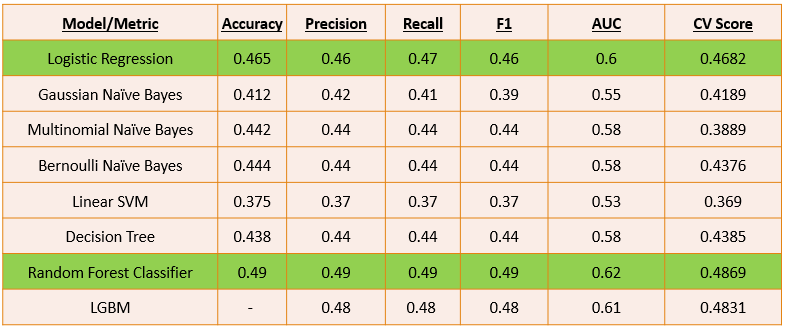 Model/Metric Accuracy Precision Recall F1 AUC CV Score
Logistic Regression 0.465 0.46 0.47 0.46 0.6 0.4682
Gaussian Naïve Bayes 0.412 0.42 0.41 0.39 0.55 0.4189
Multinomial Naïve Bayes 0.442 0.44 0.44 0.44 0.58 0.3889
Bernoulli Naïve Bayes 0.444 0.44 0.44 0.44 0.58 0.4376
Linear SVM 0.375 0.37 0.37 0.37 0.53 0.369
Decision Tree 0.438 0.44 0.44 0.44 0.58 0.4385
Random Forest Classifier 0.49 0.49 0.49 0.49 0.62 0.4869
LGBM - 0.48 0.48 0.48 0.61 0.4831